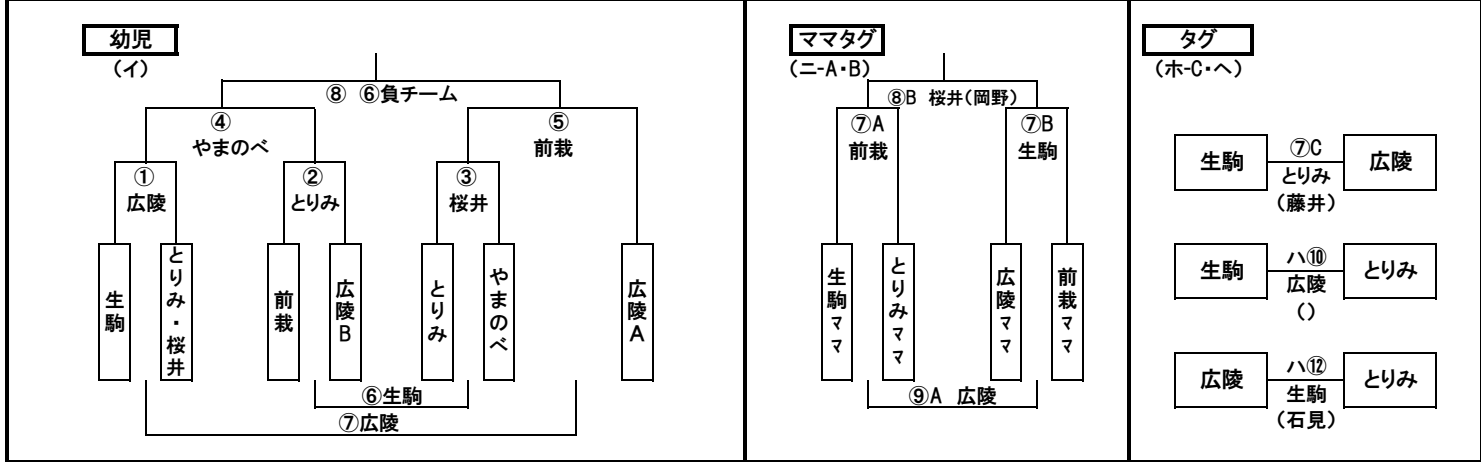 幼児
（イ）
⑧ ⑥負チーム
④
やまのべ
⑤
前栽
①
広陵
②
とりみ
③
桜井
生駒
とりみ・桜井
前栽
広陵B
とりみ
やまのべ
広陵A
⑥生駒
⑦広陵
ママタグ
（ニ-A・B）
⑧B 桜井（岡野）
⑦A
前栽
⑦B
生駒
生駒ママ
とりみママ
広陵ママ
前栽ママ
⑨A 広陵
タグ
（ホ-C・ヘ）
生駒 ⑦C 広陵
とりみ
（藤井）
生駒 ハ⑩ とりみ
広陵
（）
広陵 ハ⑫ とりみ
生駒
（石見）